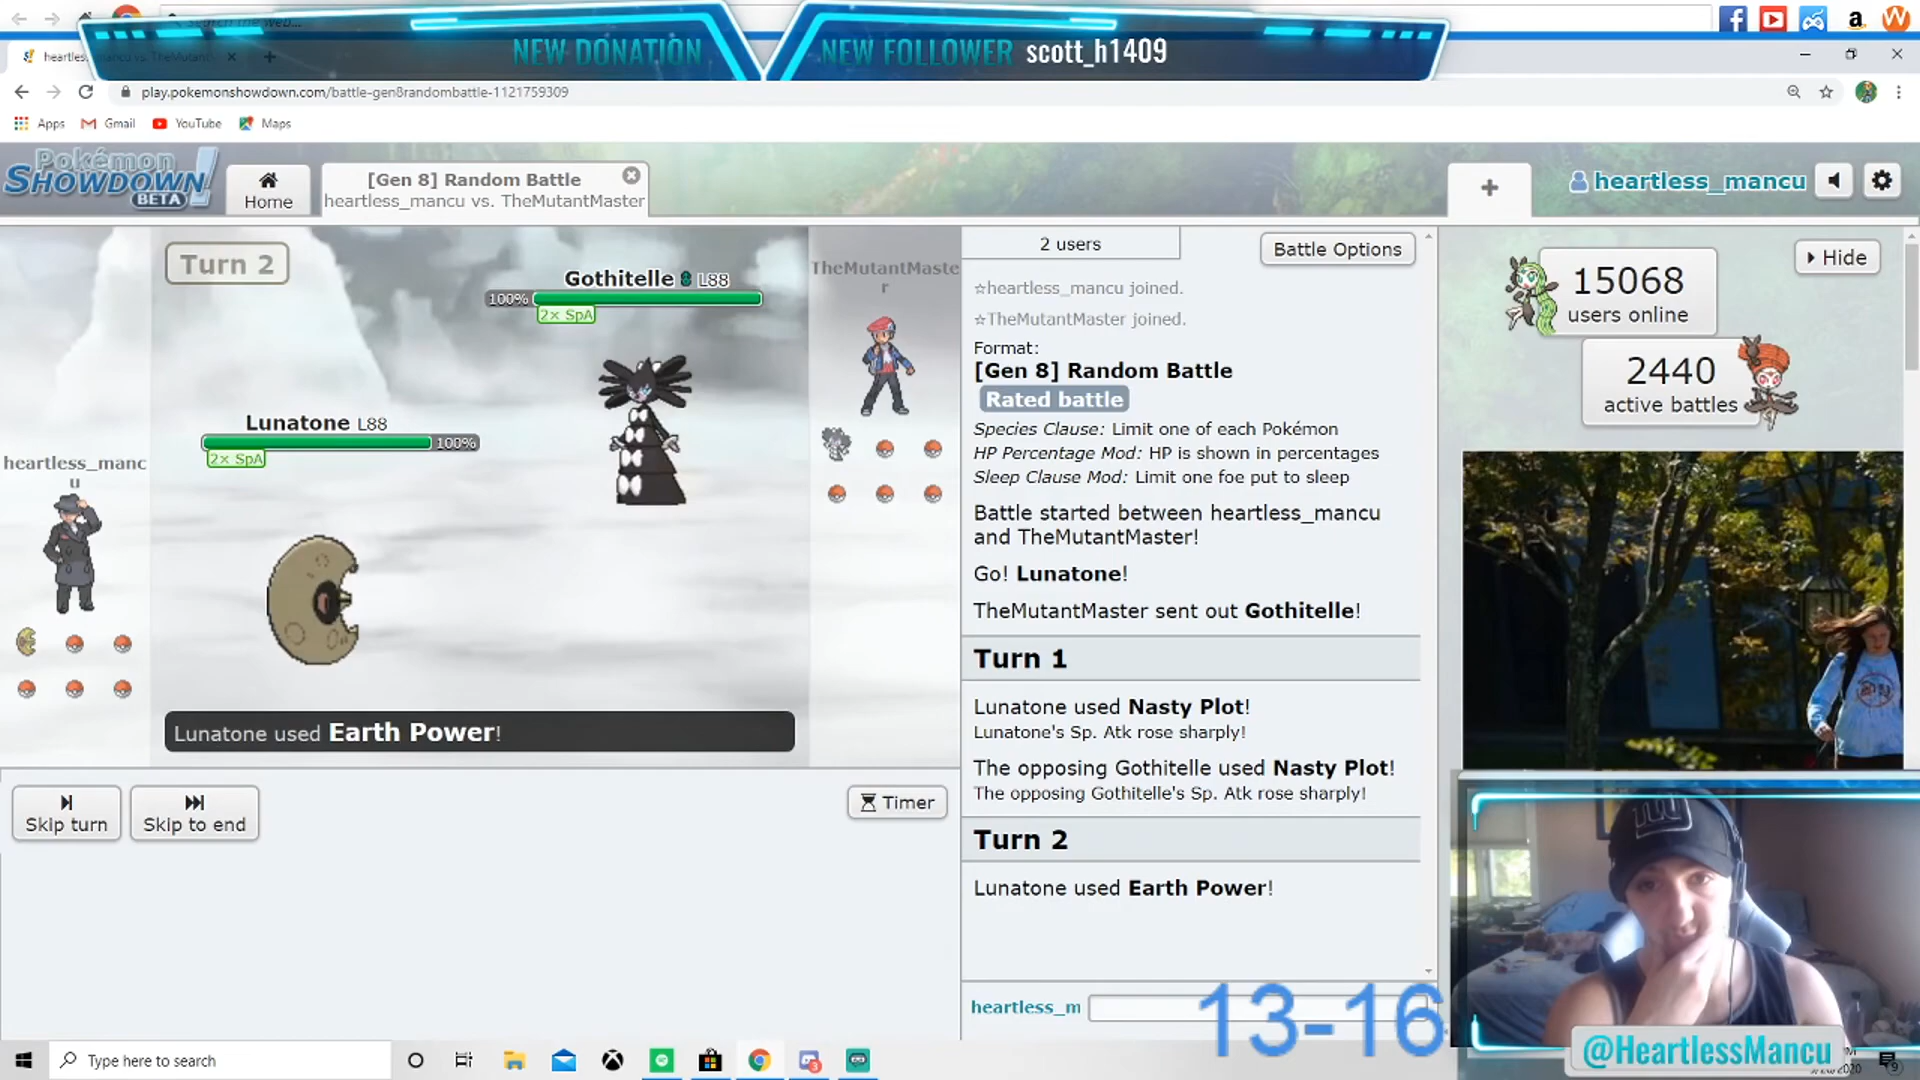 NEW DONATION
NEW FOLLOWER scott_h1409
play.pokemonshowdown.com/battle-gen8randombattle-1121759309
Apps
Gmail
YouTube
Maps
Pokémon
SHOWDOWN!
BETA
Home
[Gen 8] Random Battle
heartless_mancu vs. TheMutantMaster
heartless_mancu
Turn 2
Gothitelle L88
100%
2× SpA
Lunatone L88
100%
2× SpA
heartless_manc
u
TheMutantMaste
r
Lunatone used Earth Power!
Skip turn
Skip to end
Timer
2 users
Battle Options
☆heartless_mancu joined.
☆TheMutantMaster joined.
Format:
[Gen 8] Random Battle
Rated battle
Species Clause: Limit one of each Pokémon
HP Percentage Mod: HP is shown in percentages
Sleep Clause Mod: Limit one foe put to sleep
Battle started between heartless_mancu
and TheMutantMaster!
Go! Lunatone!
TheMutantMaster sent out Gothitelle!
Turn 1
Lunatone used Nasty Plot!
Lunatone's Sp. Atk rose sharply!
The opposing Gothitelle used Nasty Plot!
The opposing Gothitelle's Sp. Atk rose sharply!
Turn 2
Lunatone used Earth Power!
heartless_m
13-16
15068
users online
2440
active battles
Hide
@HeartlessMancu
Type here to search